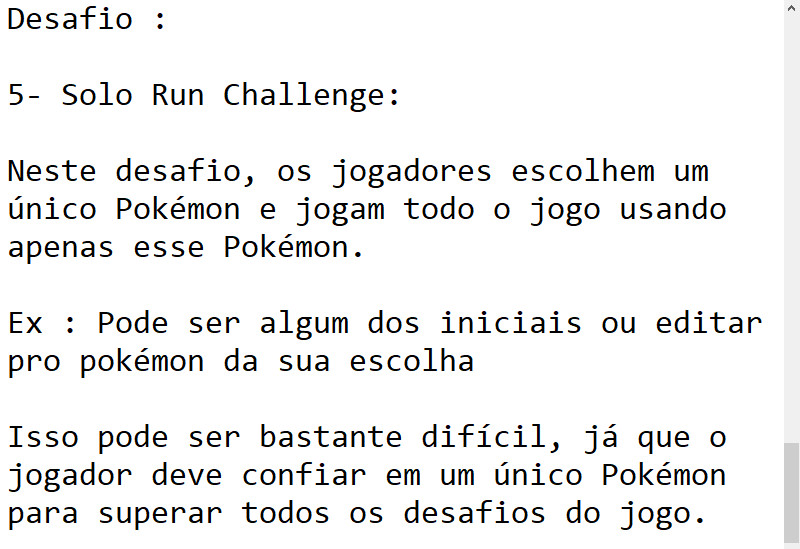 Desafio :
5- Solo Run Challenge:
Neste desafio, os jogadores escolhem um
único Pokémon e jogam todo o jogo usando
apenas esse Pokémon.
Ex : Pode ser algum dos iniciais ou editar
pro pokémon da sua escolha
Isso pode ser bastante difícil, já que o
jogador deve confiar em um único Pokémon
para superar todos os desafios do jogo.